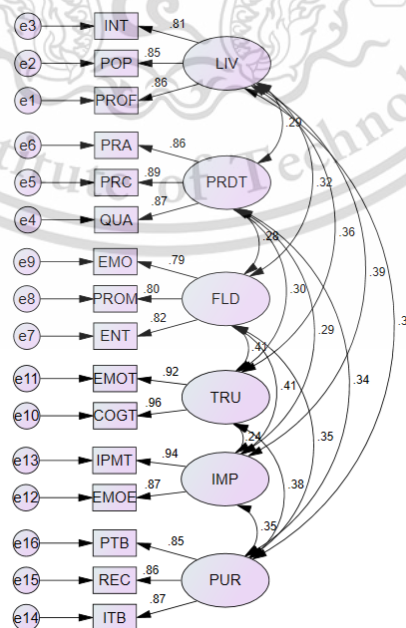 e3 INT .81
e2 POP .85 LIV
e1 PROF .86
.29
e6 PRA .86
e5 PRC .89 PRDT .32
e4 QUA .87
.28 .36
e9 EMO .79 .39
e8 PROM .80 FLD .30
e7 ENT .82 .29
.41 .34
e11 EMOT .92 TRU .41
e10 COGT .96
.24 .35
e13 IPMT .94 IMP
e12 EMOE .87 .38
.35
e16 PTB .85
e15 REC .86 PUR
e14 ITB .87